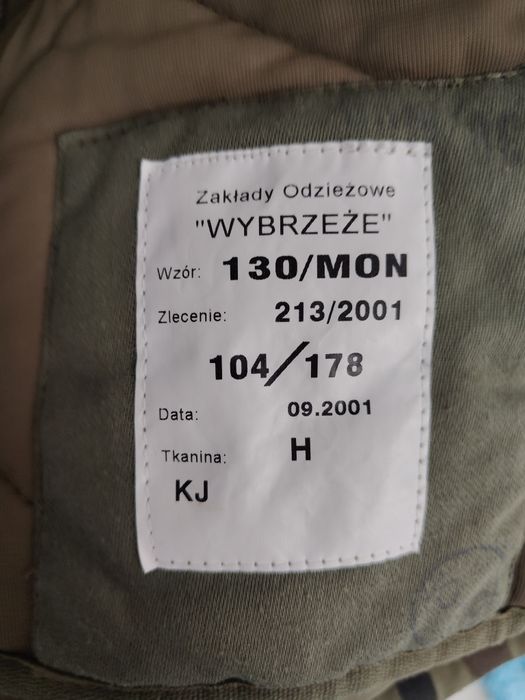 Zakłady Odzieżowe
"WYBRZEŻE"
Wzór: 130/MON
Zlecenie: 213/2001
104/178
Data: 09.2001
Tkanina: H
KJ